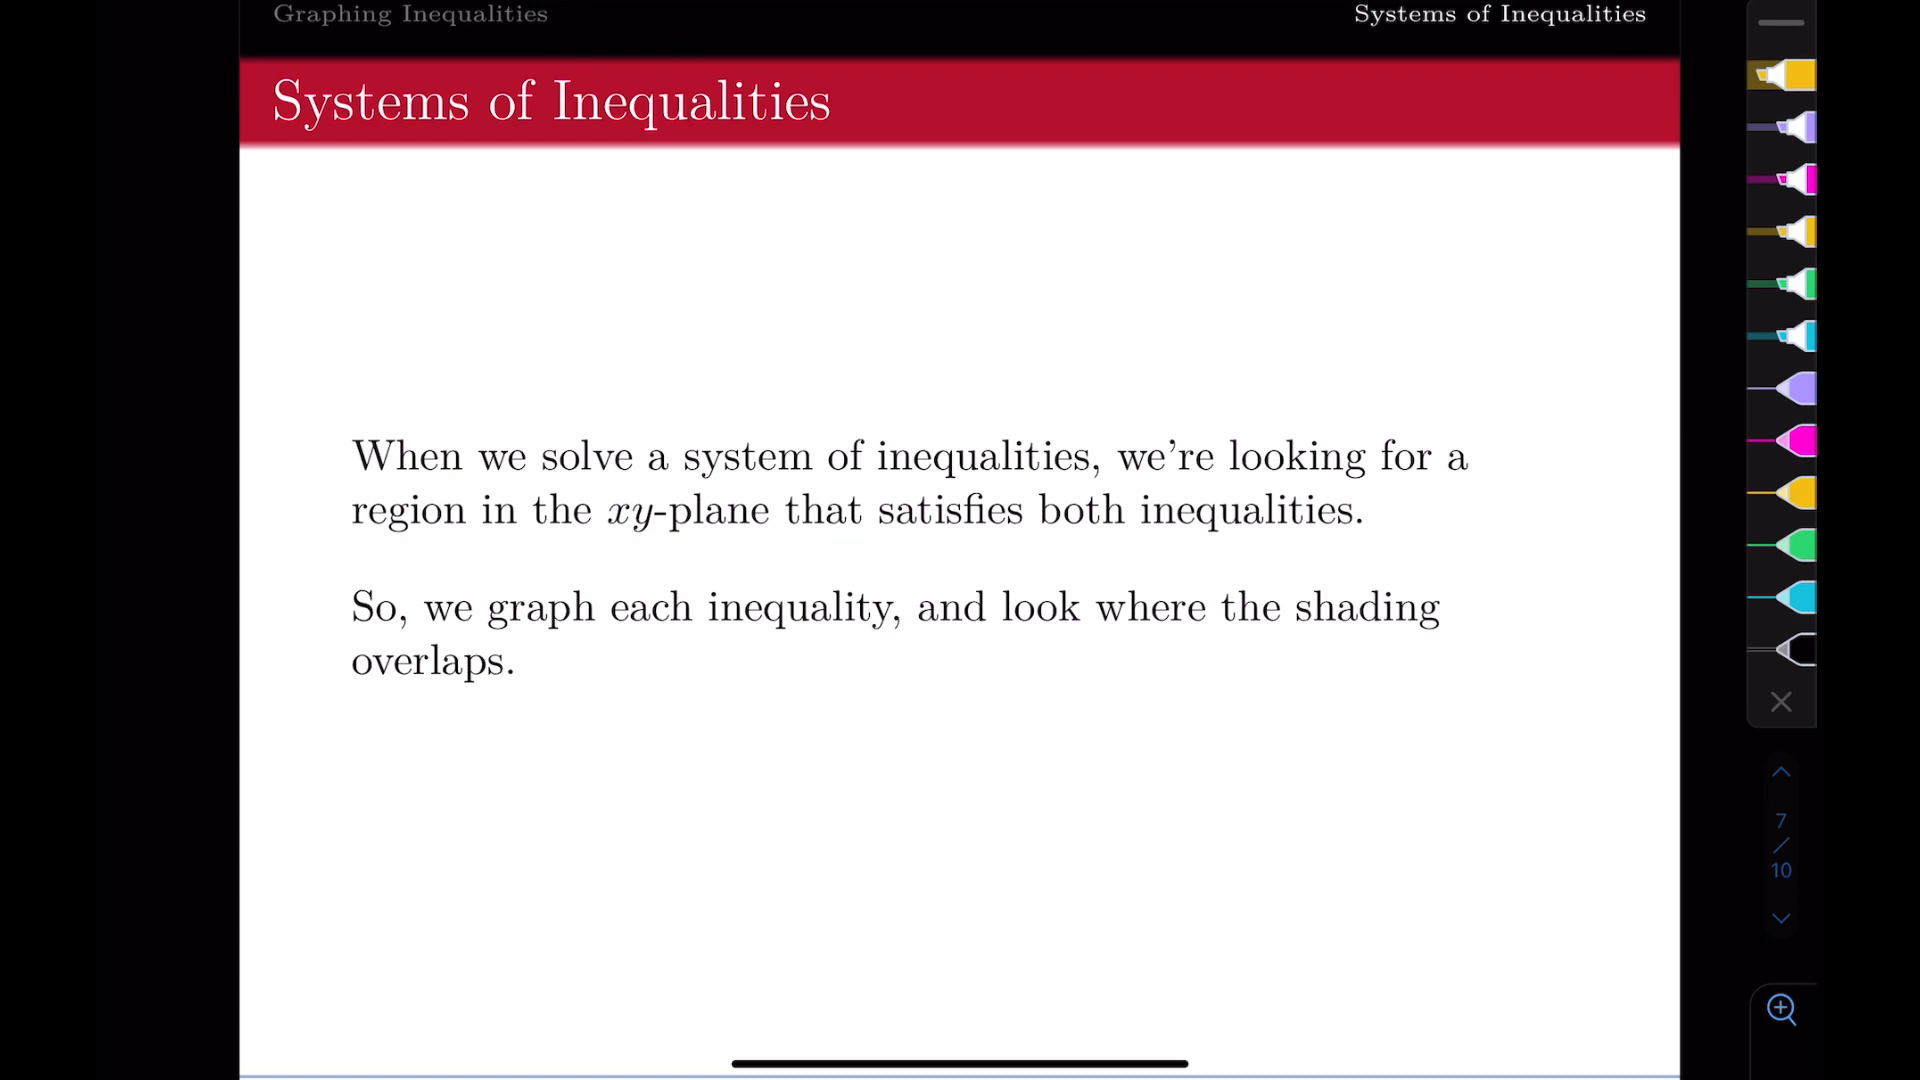 Graphing Inequalities
Systems of Inequalities
Systems of Inequalities
When we solve a system of inequalities, we're looking for a
region in the xy-plane that satisfies both inequalities.
So, we graph each inequality, and look where the shading
overlaps.
7
/
10